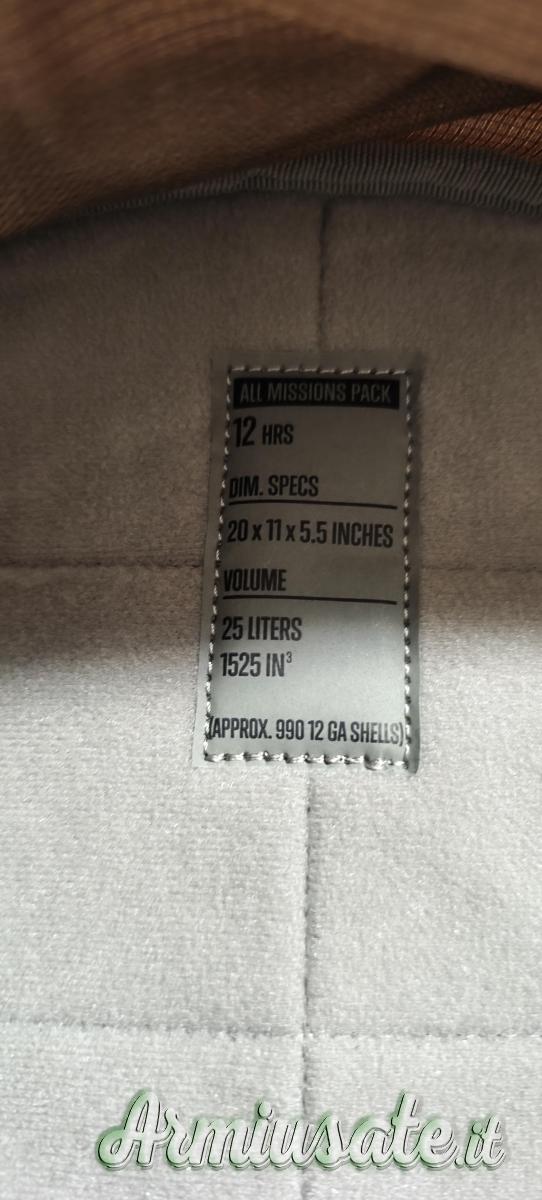 ALL MISSIONS PACK
12 HRS
DIM. SPECS
20 x 11 x 5.5 INCHES
VOLUME
25 LITERS
1525 IN³
(APPROX. 990 12 GA SHELLS)
Armiusate.it